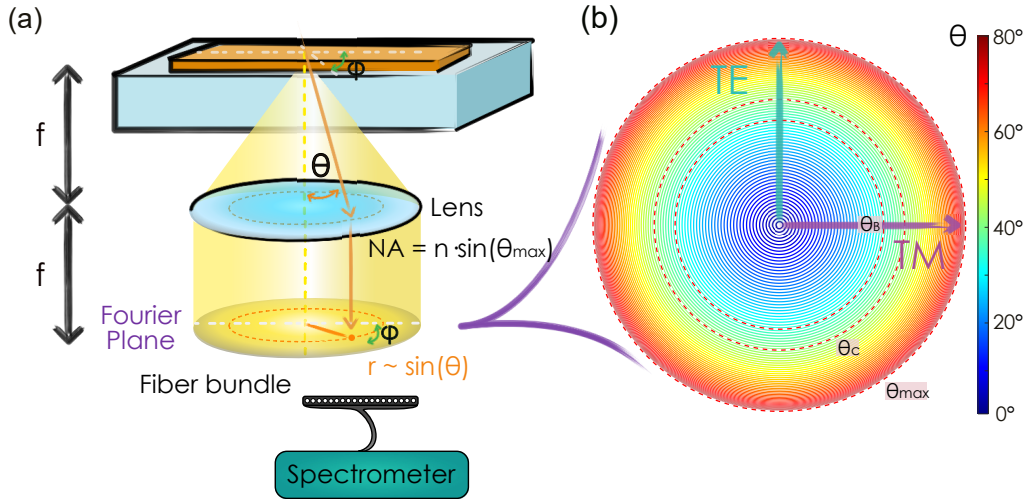 (a)
φ
f
θ
Lens
NA = n·sin(θmax)
f
Fourier
Plane
φ
r ~ sin(θ)
Fiber bundle
Spectrometer
(b)
θ
80°
60°
40°
20°
0°
TE
θB
TM
θc
θmax